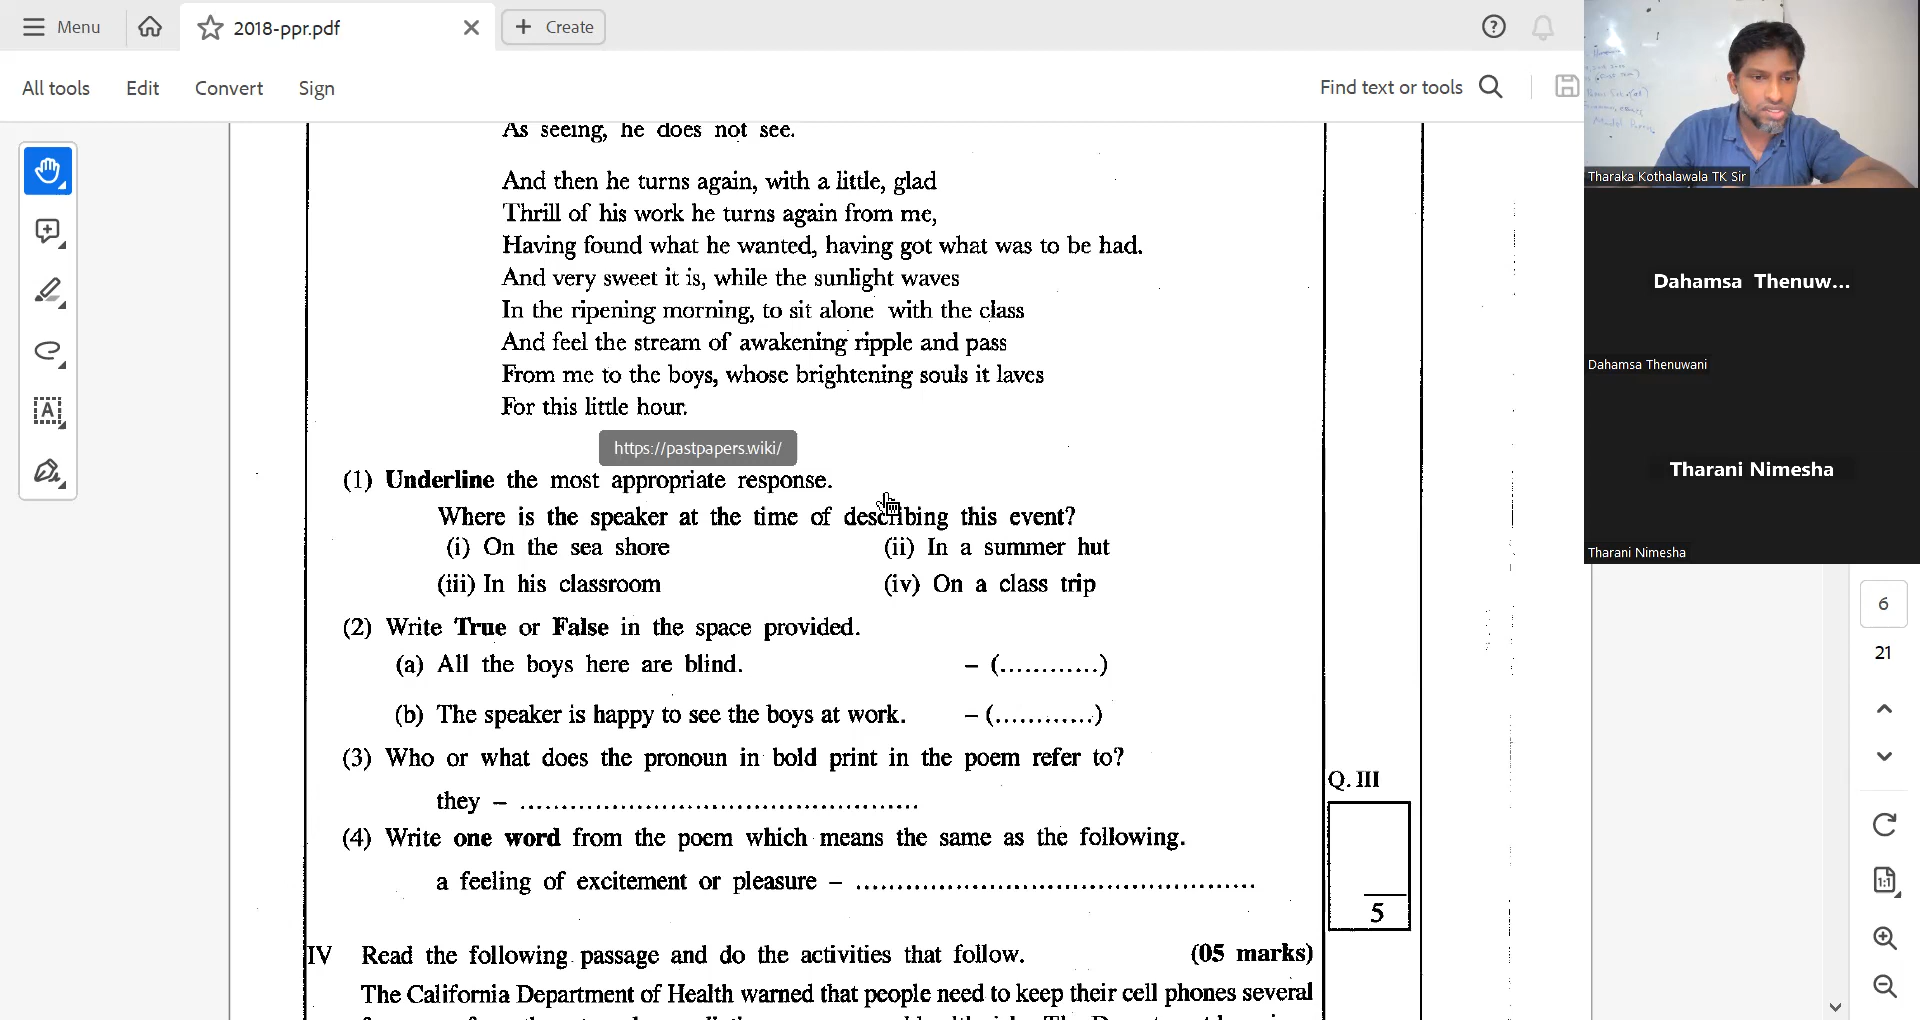 Menu
2018-ppr.pdf
Create
All tools
Edit
Convert
Sign
Find text or tools
As seeing, he does not see.
And then he turns again, with a little, glad
Thrill of his work he turns again from me,
Having found what he wanted, having got what was to be had.
And very sweet it is, while the sunlight waves
In the ripening morning, to sit alone with the class
And feel the stream of awakening ripple and pass
From me to the boys, whose brightening souls it laves
For this little hour.
https://pastpapers.wiki/
(1) Underline the most appropriate response.
Where is the speaker at the time of describing this event?
(i) On the sea shore (ii) In a summer hut
(iii) In his classroom (iv) On a class trip
(2) Write True or False in the space provided.
(a) All the boys here are blind. – (............)
(b) The speaker is happy to see the boys at work. – (............)
(3) Who or what does the pronoun in bold print in the poem refer to?
they – ................................................
Q. III
(4) Write one word from the poem which means the same as the following.
a feeling of excitement or pleasure – ................................................
5
IV Read the following passage and do the activities that follow. (05 marks)
The California Department of Health warned that people need to keep their cell phones several
Tharaka Kothalawala TK Sir
Dahamsa Thenuw...
Dahamsa Thenuwani
Tharani Nimesha
Tharani Nimesha
6
21
1:1